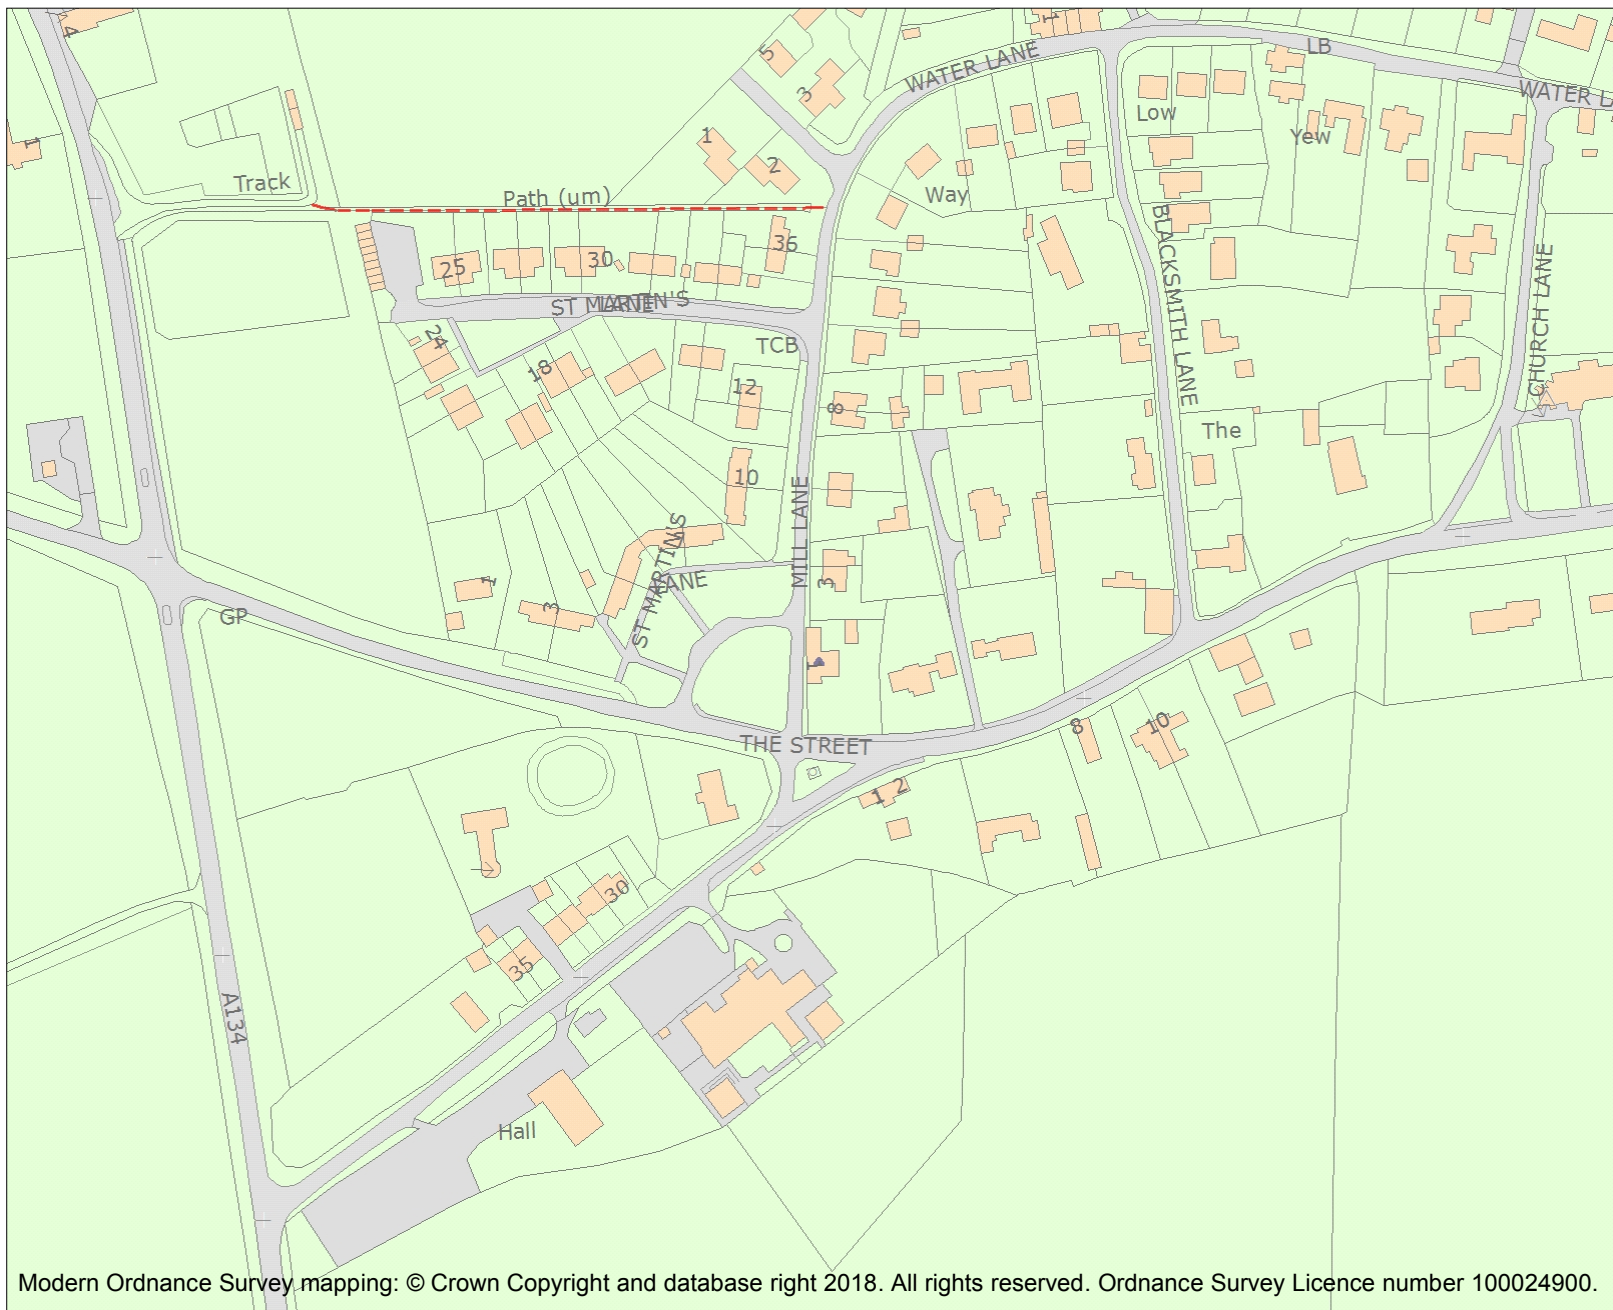 4
5
WATER LANE
1
LB
3
WATER L
Low
1
Yew
1
2
Track
Path (um)
Way
36
25
30
BLACKSMITH LANE
CHURCH LANE
ST MARTIN'S
LANE
24
TCB
18
12
8
The
10
MILL LANE
ST MARTIN'S
LANE
1
3
3
GP
1
THE STREET
8
10
1 2
30
35
A134
Hall
Modern Ordnance Survey mapping: © Crown Copyright and database right 2018. All rights reserved. Ordnance Survey Licence number 100024900.